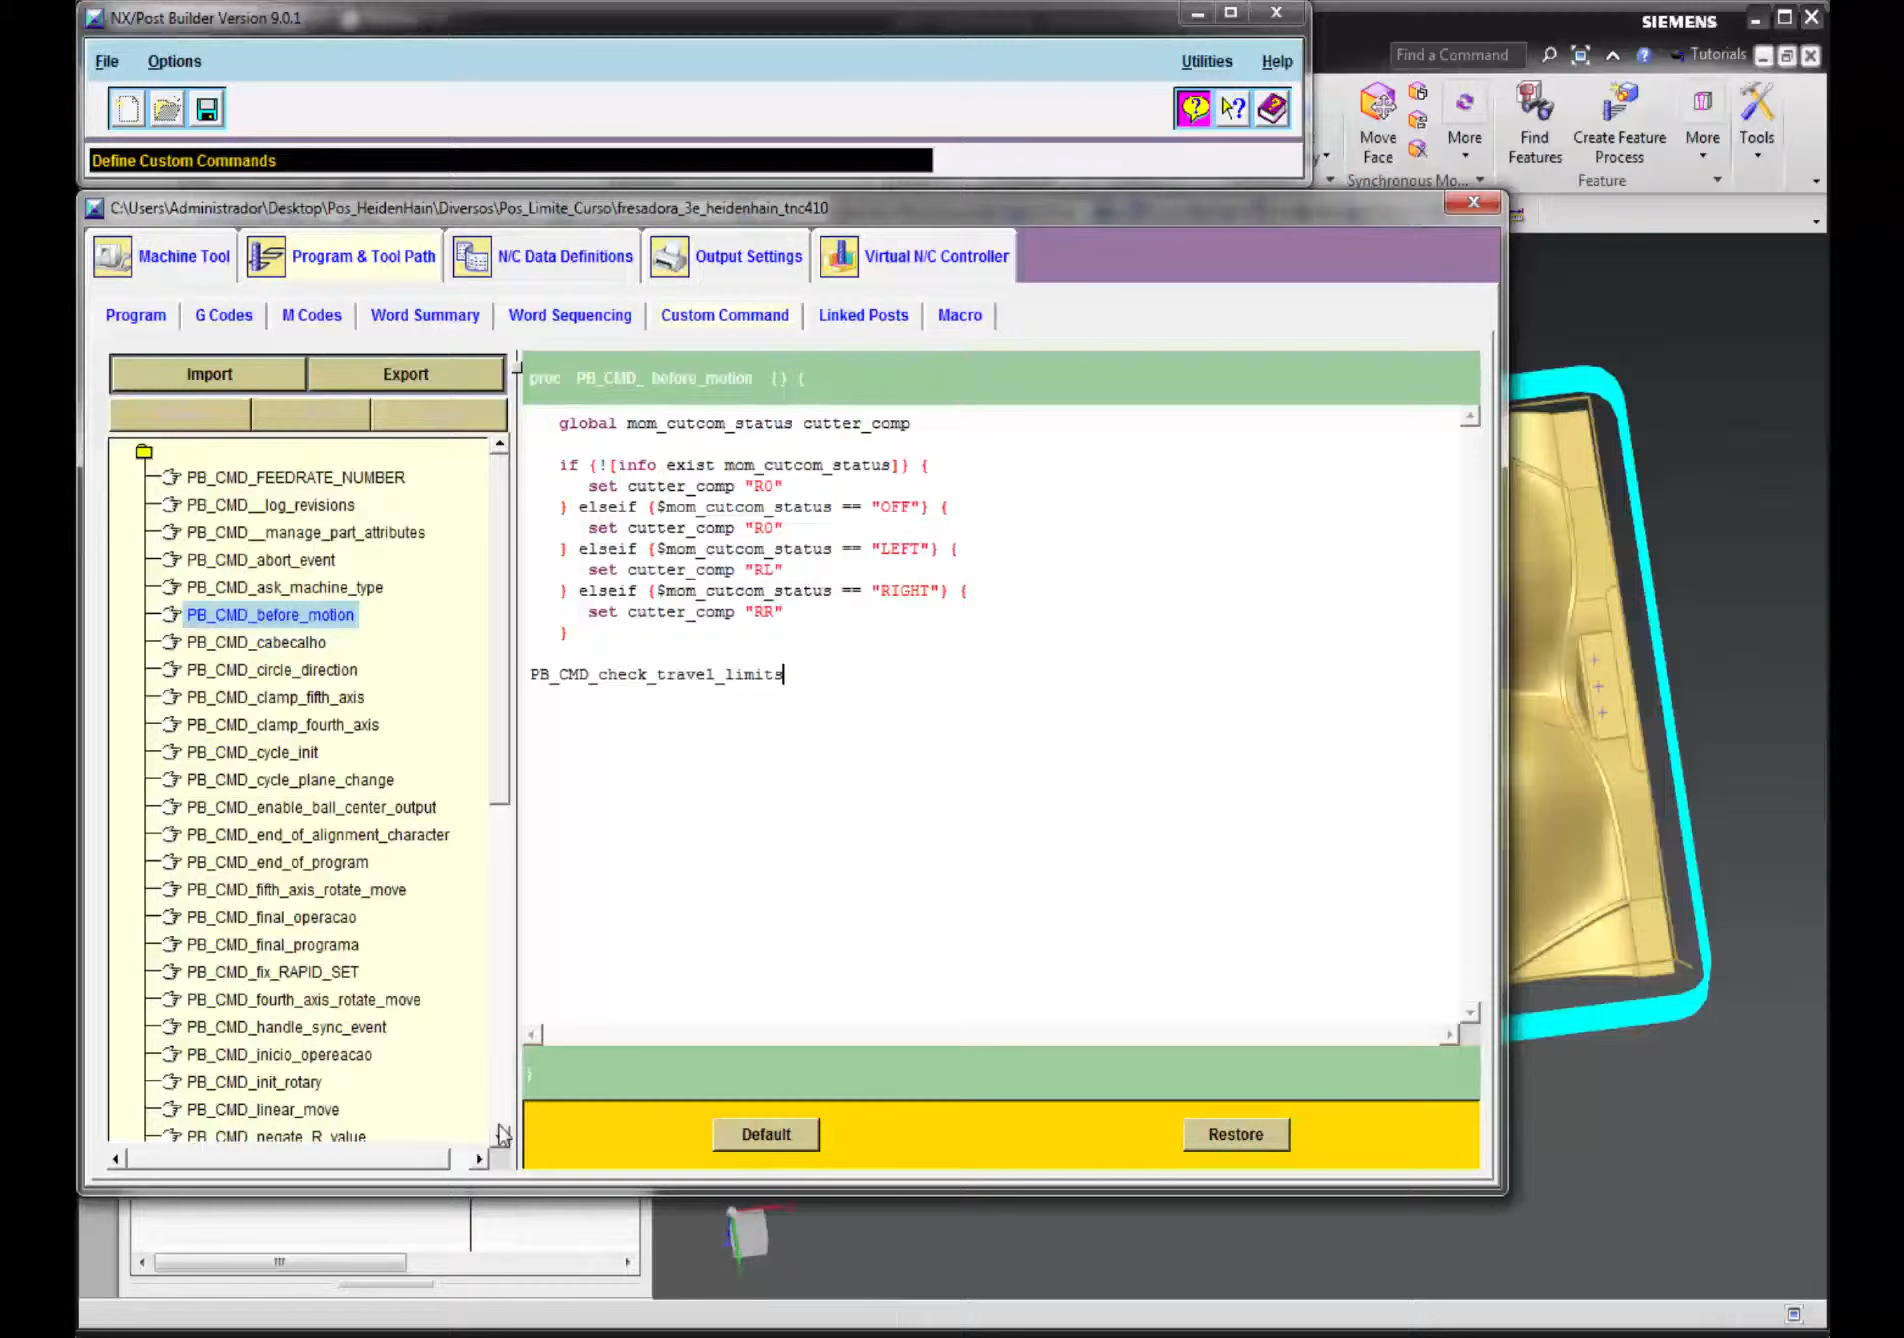 NX/Post Builder Version 9.0.1
SIEMENS
File Options Utilities Help
Find a Command
Tutorials
Define Custom Commands
Move Face
More
Find Features
Create Feature Process
More
Tools
Synchronous Mo...
Feature
C:\Users\Administrador\Desktop\Pos_HeidenHain\Diversos\Pos_Limite_Curso\fresadora_3e_heidenhain_tnc410
Machine Tool
Program & Tool Path
N/C Data Definitions
Output Settings
Virtual N/C Controller
Program
G Codes
M Codes
Word Summary
Word Sequencing
Custom Command
Linked Posts
Macro
Import
Export
PB_CMD_FEEDRATE_NUMBER
PB_CMD__log_revisions
PB_CMD__manage_part_attributes
PB_CMD_abort_event
PB_CMD_ask_machine_type
PB_CMD_before_motion
PB_CMD_cabecalho
PB_CMD_circle_direction
PB_CMD_clamp_fifth_axis
PB_CMD_clamp_fourth_axis
PB_CMD_cycle_init
PB_CMD_cycle_plane_change
PB_CMD_enable_ball_center_output
PB_CMD_end_of_alignment_character
PB_CMD_end_of_program
PB_CMD_fifth_axis_rotate_move
PB_CMD_final_operacao
PB_CMD_final_programa
PB_CMD_fix_RAPID_SET
PB_CMD_fourth_axis_rotate_move
PB_CMD_handle_sync_event
PB_CMD_inicio_opereacao
PB_CMD_init_rotary
PB_CMD_linear_move
PB_CMD_negate_R_value
proc PB_CMD_ before_motion {} {
global mom_cutcom_status cutter_comp
if {![info exist mom_cutcom_status]} {
set cutter_comp "R0"
} elseif {$mom_cutcom_status == "OFF"} {
set cutter_comp "R0"
} elseif {$mom_cutcom_status == "LEFT"} {
set cutter_comp "RL"
} elseif {$mom_cutcom_status == "RIGHT"} {
set cutter_comp "RR"
}
PB_CMD_check_travel_limits
}
Default
Restore